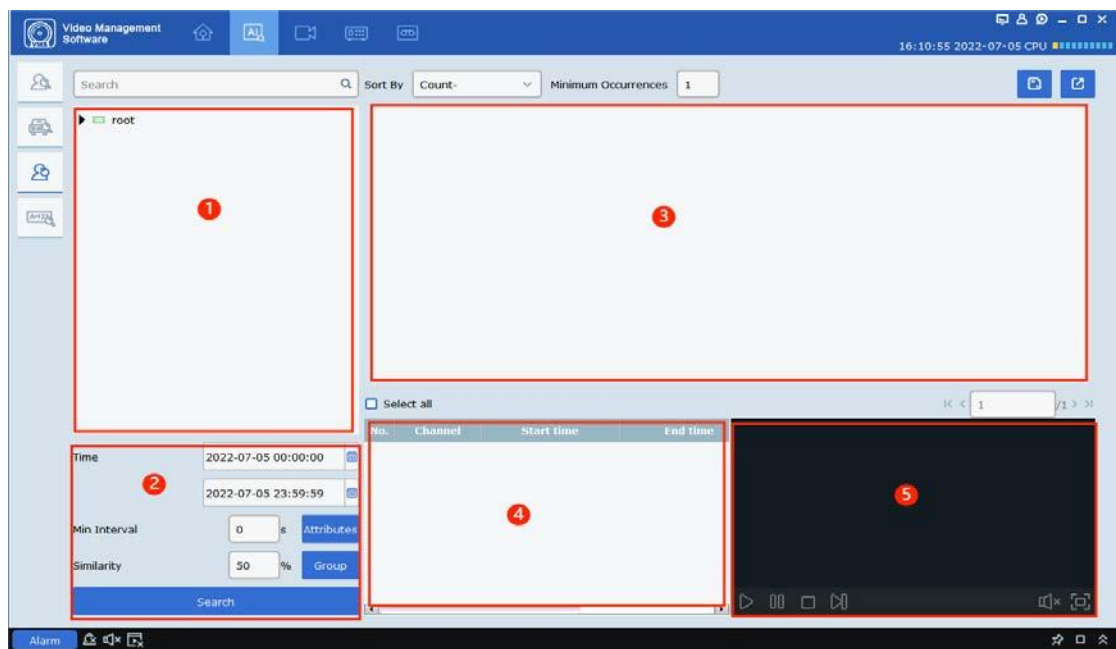 Video Management
Software
AI
16:10:55 2022-07-05 CPU
Search
Sort By Count- Minimum Occurrences 1
root
1
3
Select all
1 /1
No. Channel Start time End time
Time 2022-07-05 00:00:00
2
2022-07-05 23:59:59
4
5
Min Interval 0 s Attributes
Similarity 50 % Group
Search
Alarm